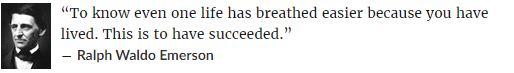 “To know even one life has breathed easier because you have
lived. This is to have succeeded.”
— Ralph Waldo Emerson